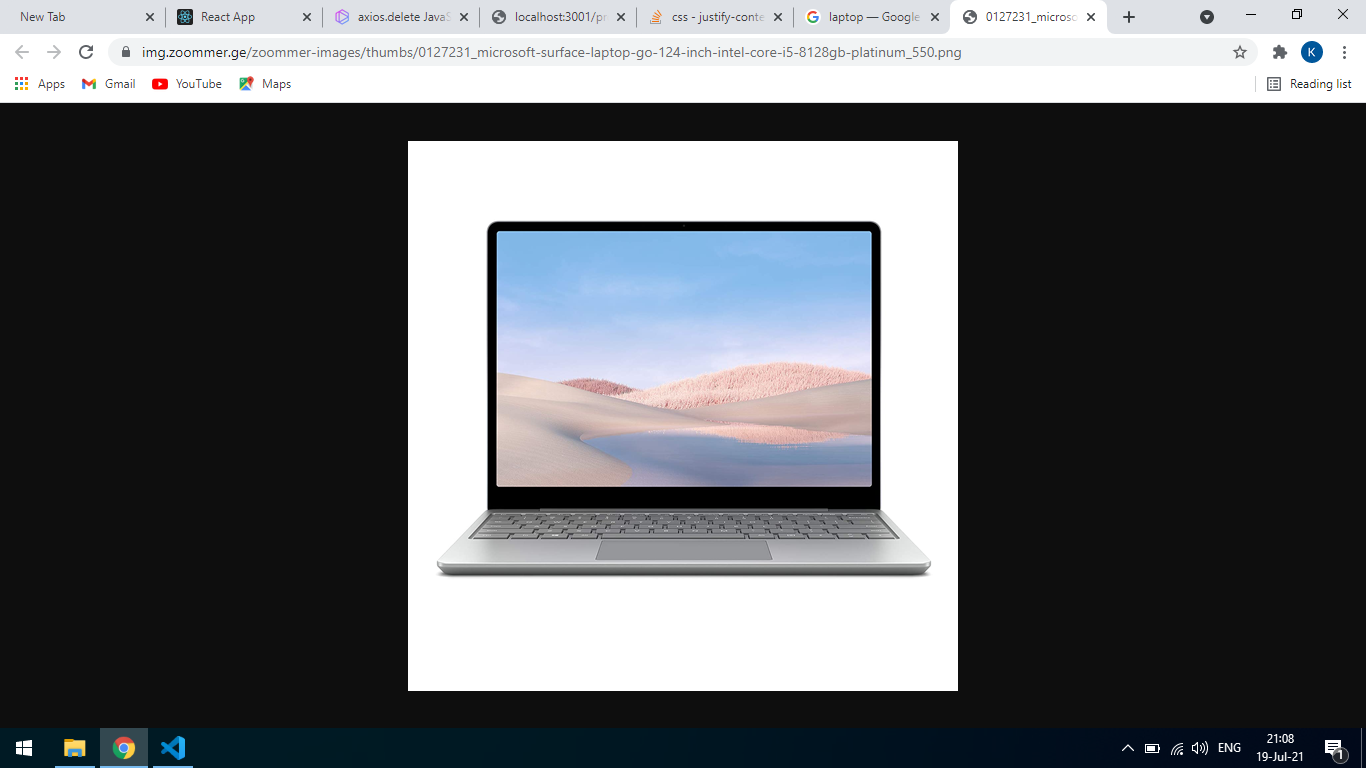 New Tab
React App
axios.delete JavaS
localhost:3001/pr
css - justify-conte
laptop — Google
0127231_microso
img.zoommer.ge/zoommer-images/thumbs/0127231_microsoft-surface-laptop-go-124-inch-intel-core-i5-8128gb-platinum_550.png
K
Apps
Gmail
YouTube
Maps
Reading list
ENG
21:08
19-Jul-21
1